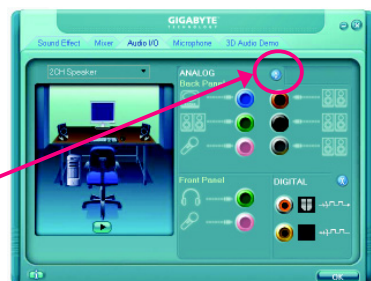 GIGABYTE
TECHNOLOGY
Sound Effect Mixer Audio I/O Microphone 3D Audio Demo
2CH Speaker
ANALOG
Back Panel
Front Panel
DIGITAL
OK